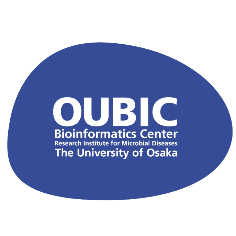 OUBIC
Bioinformatics Center
Research Institute for Microbial Diseases
The University of Osaka